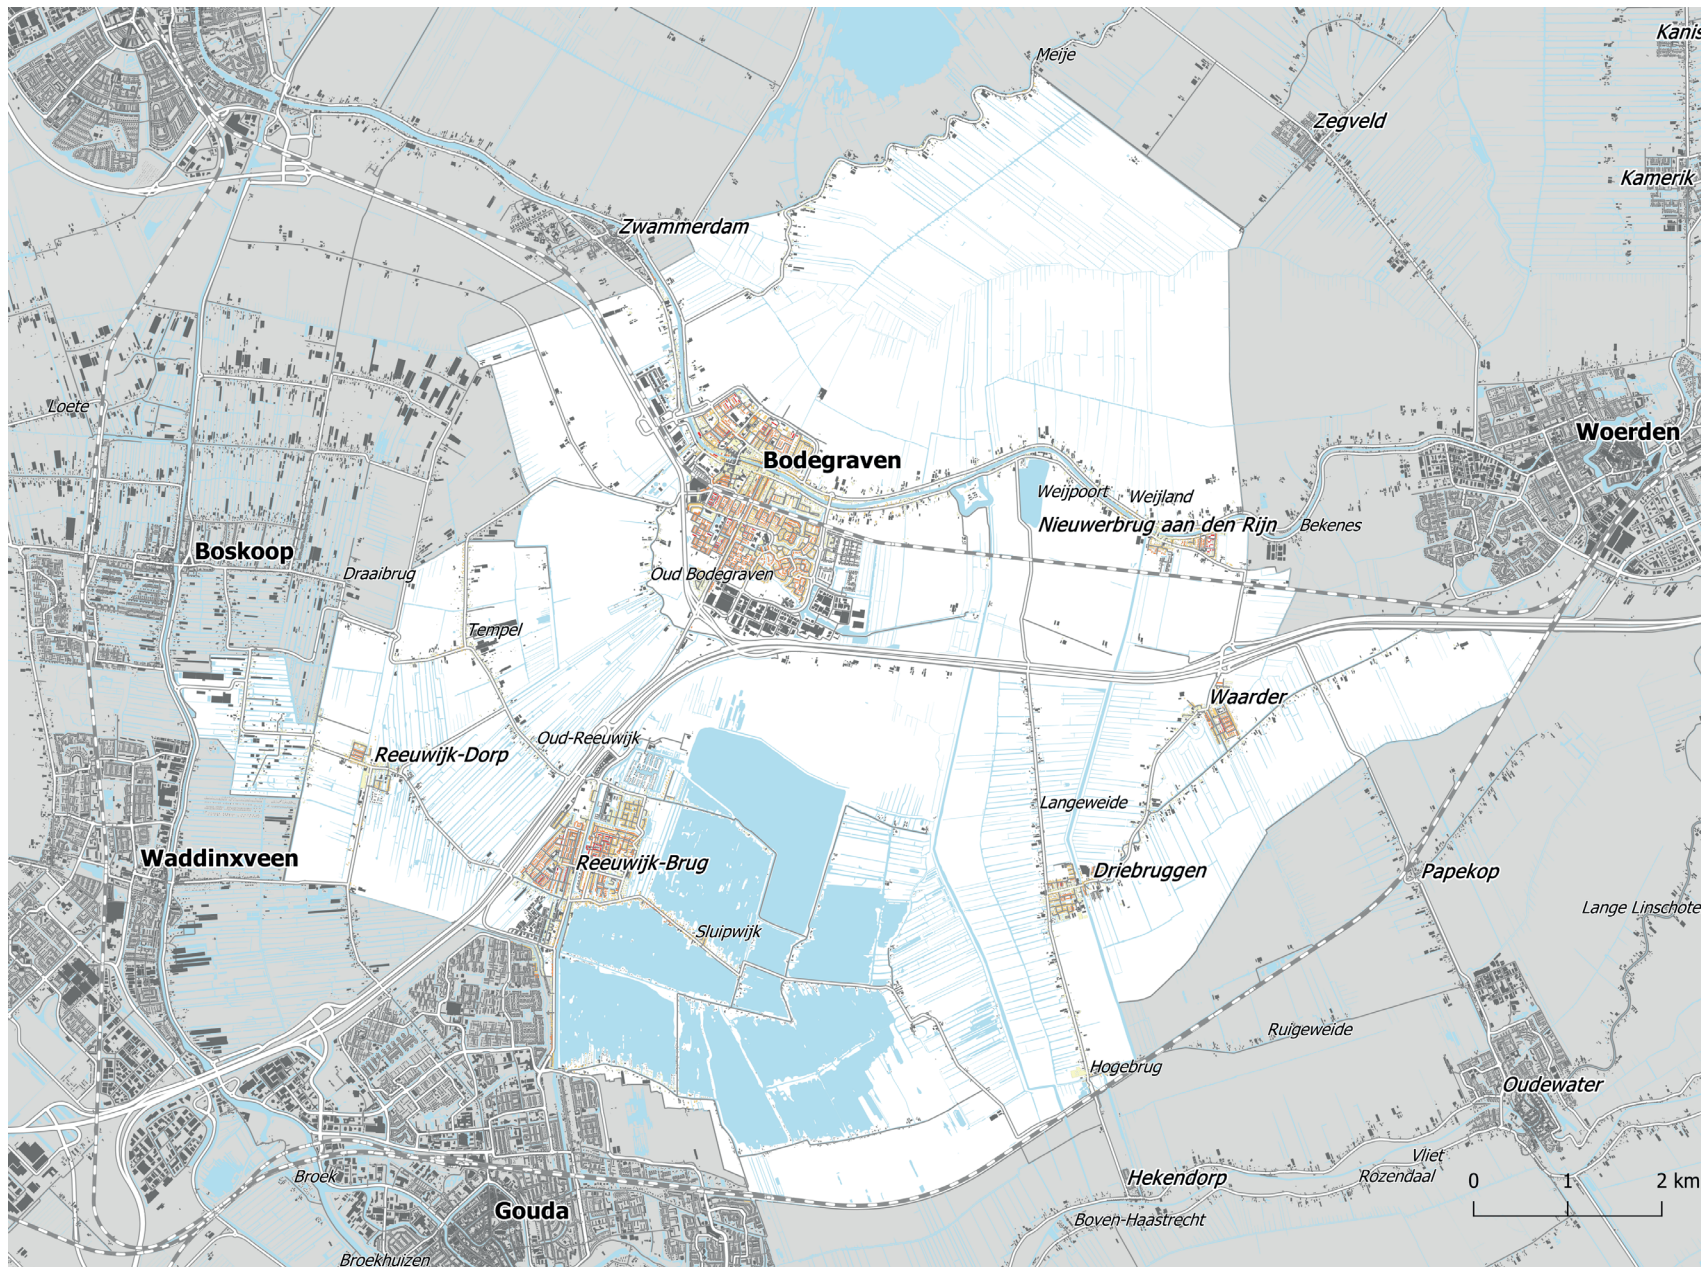 Kanis
Meije
Zegveld
Kamerik
Zwammerdam
Loete
Woerden
Bodegraven
Weijpoort
Weijland
Nieuwerbrug aan den Rijn
Bekenes
Boskoop
Draaibrug
Oud Bodegraven
Tempel
Waarder
Oud-Reeuwijk
Reeuwijk-Dorp
Langeweide
Waddinxveen
Reeuwijk-Brug
Driebruggen
Papekop
Lange Linschote
Sluipwijk
Ruigeweide
Hogebrug
Oudewater
Vliet
Broek
Hekendorp
Rozendaal
0 1 2 km
Gouda
Boven-Haastrecht
Broekhuizen